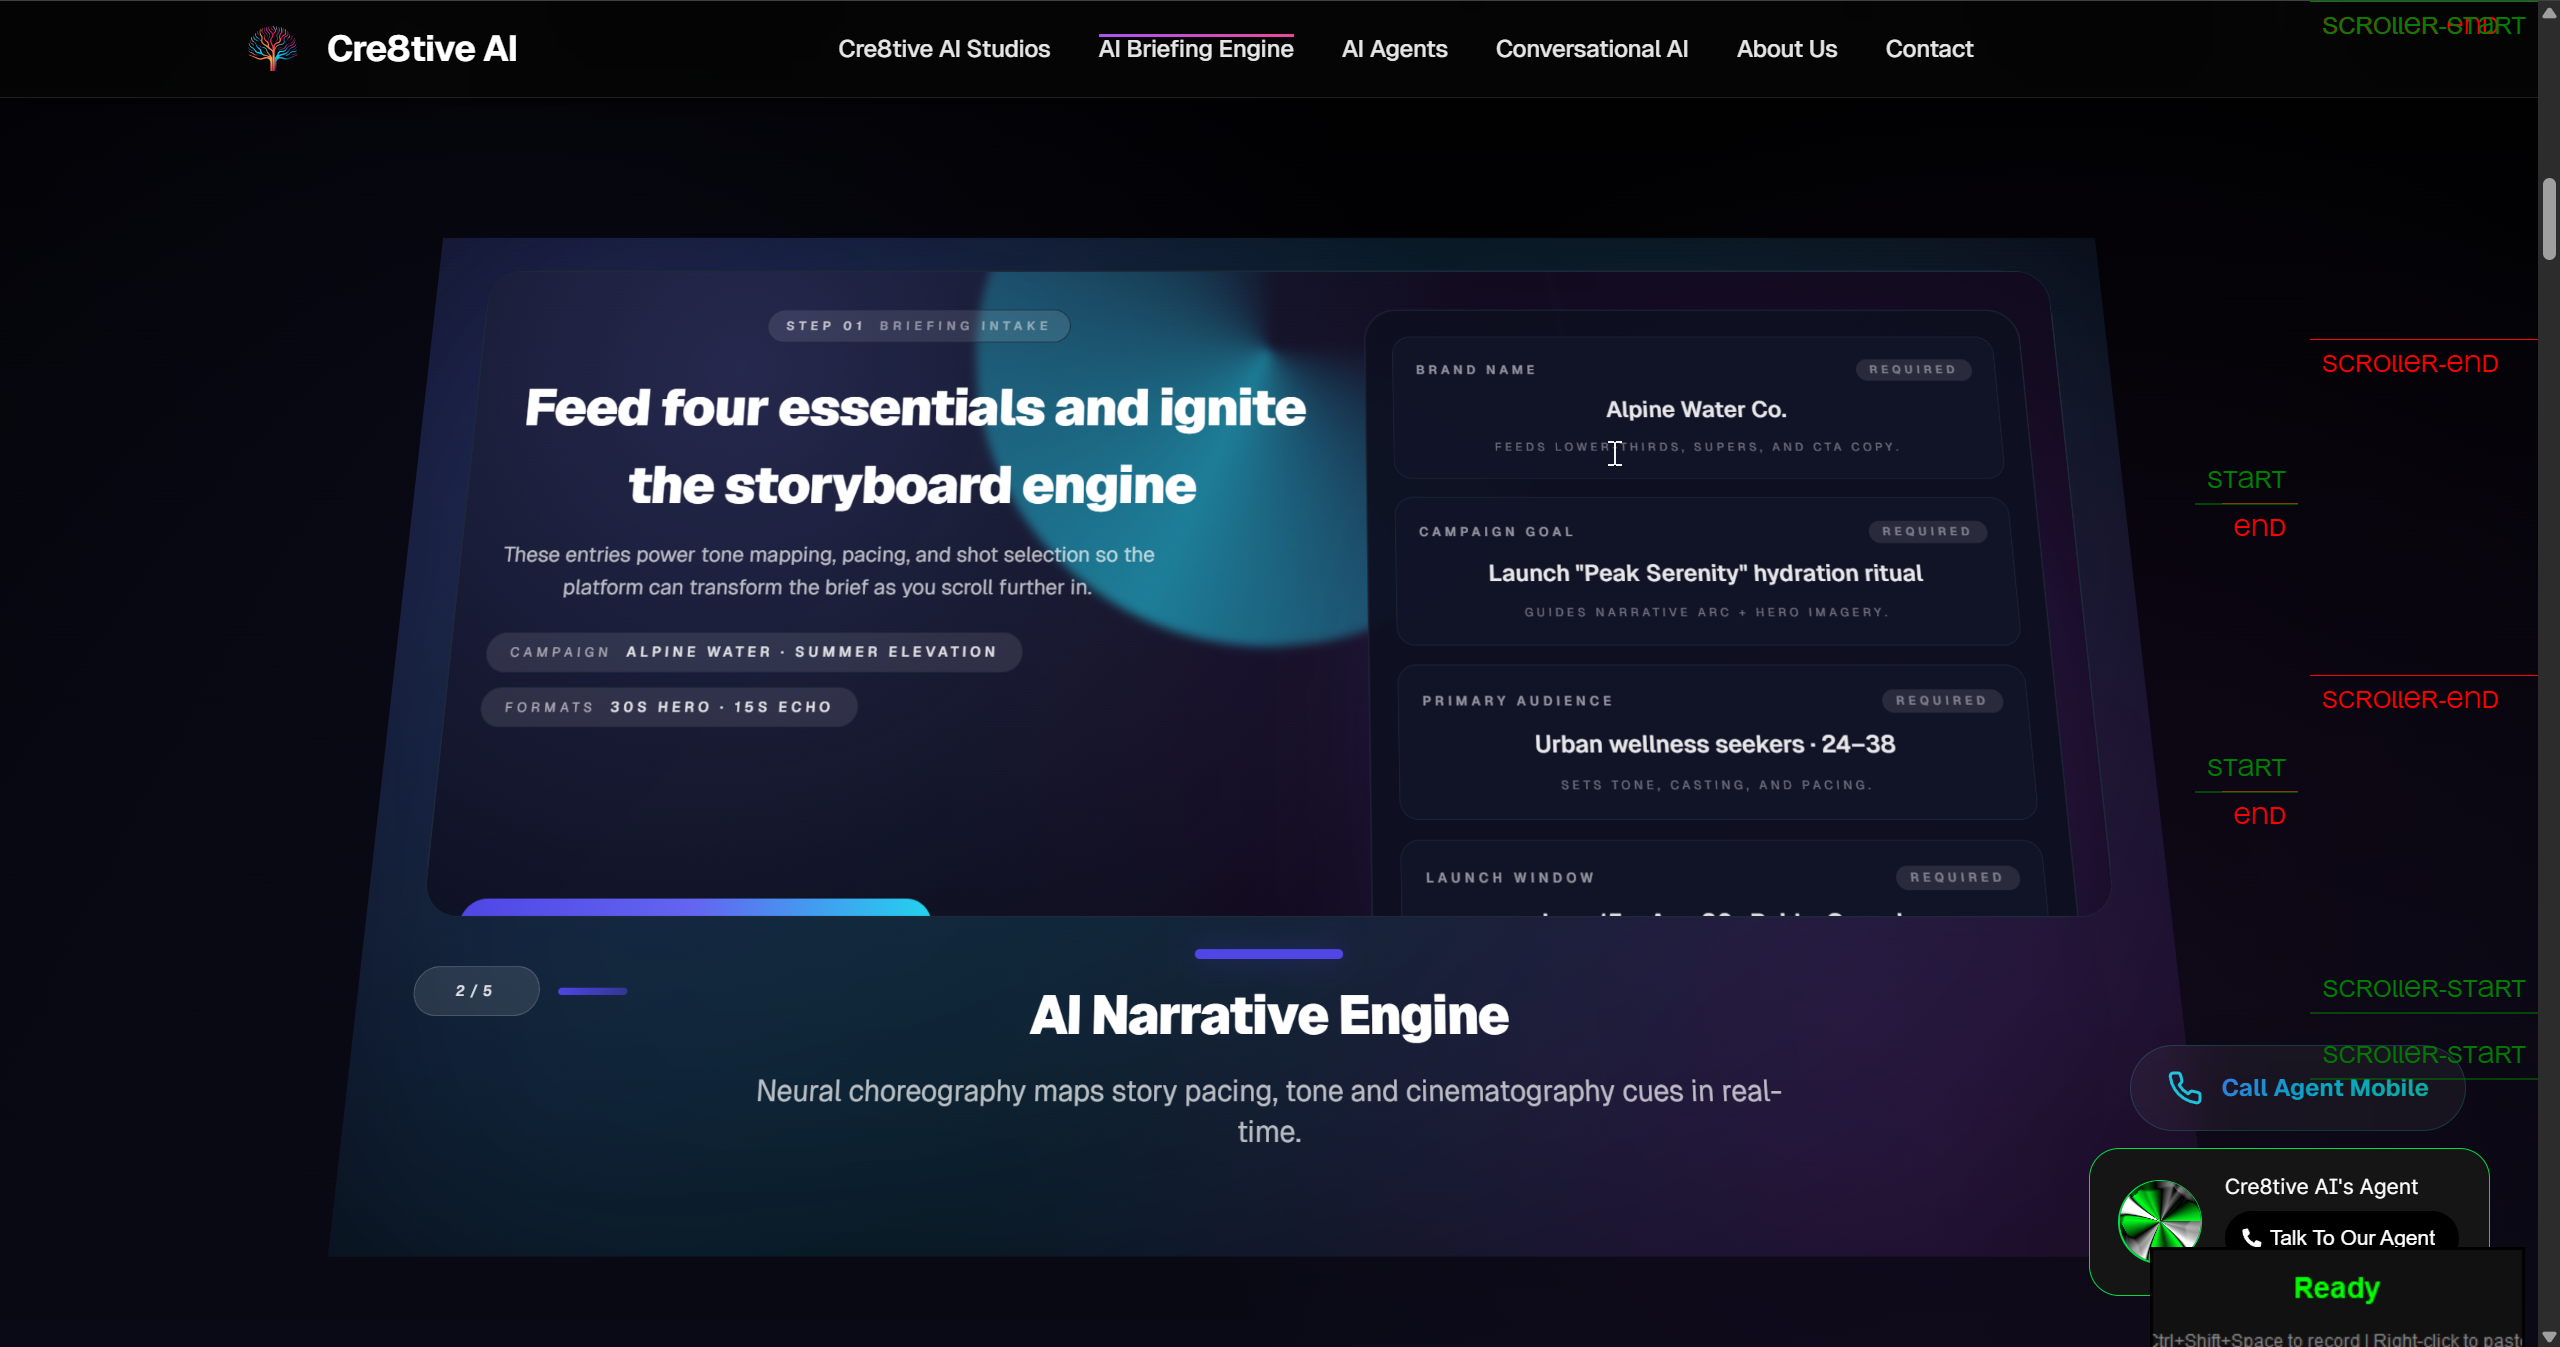 Cre8tive AI
Cre8tive AI Studios
AI Briefing Engine
AI Agents
Conversational AI
About Us
Contact
scroller-start
end
scroller-end
STEP 01 BRIEFING INTAKE
Feed four essentials and ignite
the storyboard engine
These entries power tone mapping, pacing, and shot selection so the
platform can transform the brief as you scroll further in.
CAMPAIGN ALPINE WATER · SUMMER ELEVATION
FORMATS 30S HERO · 15S ECHO
BRAND NAME
REQUIRED
Alpine Water Co.
FEEDS LOWER THIRDS, SUPERS, AND CTA COPY.
CAMPAIGN GOAL
REQUIRED
Launch "Peak Serenity" hydration ritual
GUIDES NARRATIVE ARC + HERO IMAGERY.
PRIMARY AUDIENCE
REQUIRED
Urban wellness seekers · 24–38
SETS TONE, CASTING, AND PACING.
LAUNCH WINDOW
REQUIRED
start
end
scroller-end
start
end
2 / 5
AI Narrative Engine
Neural choreography maps story pacing, tone and cinematography cues in real-
time.
scroller-start
scroller-start
Call Agent Mobile
Cre8tive AI's Agent
Talk To Our Agent
Ready
Ctrl+Shift+Space to record | Right-click to paste